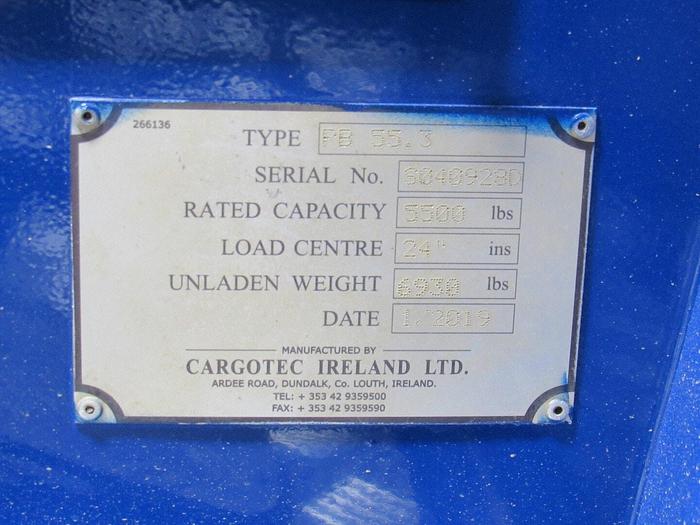 266136
TYPE PB 55.3
SERIAL No. S040928D
RATED CAPACITY 5500 lbs
LOAD CENTRE 24" ins
UNLADEN WEIGHT 6930 lbs
DATE 1/2019
MANUFACTURED BY
CARGOTEC IRELAND LTD.
ARDEE ROAD, DUNDALK, Co. LOUTH, IRELAND.
TEL: + 353 42 9359500
FAX: + 353 42 9359590